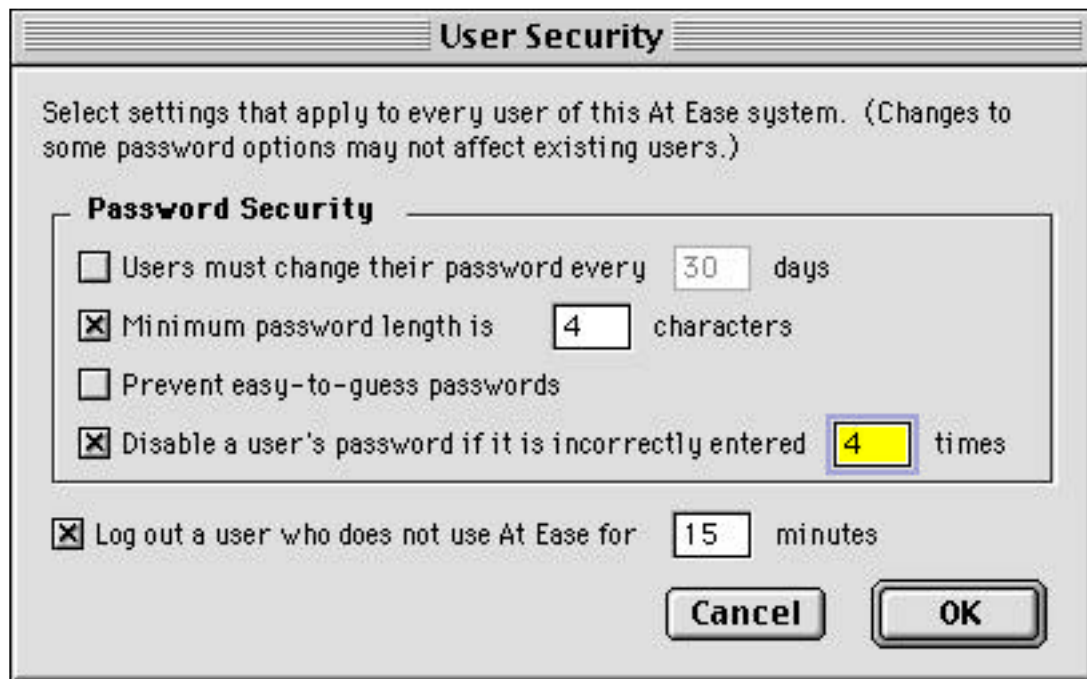 User Security
Select settings that apply to every user of this At Ease system. (Changes to
some password options may not affect existing users.)
Password Security
Users must change their password every 30 days
Minimum password length is 4 characters
Prevent easy-to-guess passwords
Disable a user's password if it is incorrectly entered 4 times
Log out a user who does not use At Ease for 15 minutes
Cancel OK